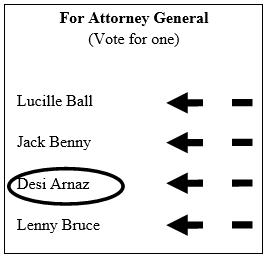 For Attorney General
(Vote for one)
Lucille Ball
Jack Benny
Desi Arnaz
Lenny Bruce